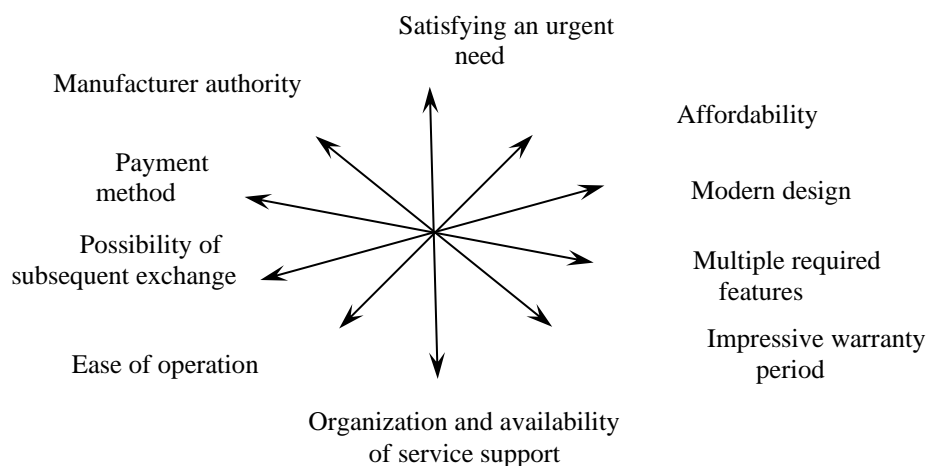 Satisfying an urgent
need
Manufacturer authority
Affordability
Payment
method
Modern design
Possibility of
subsequent exchange
Multiple required
features
Impressive warranty
period
Ease of operation
Organization and availability
of service support